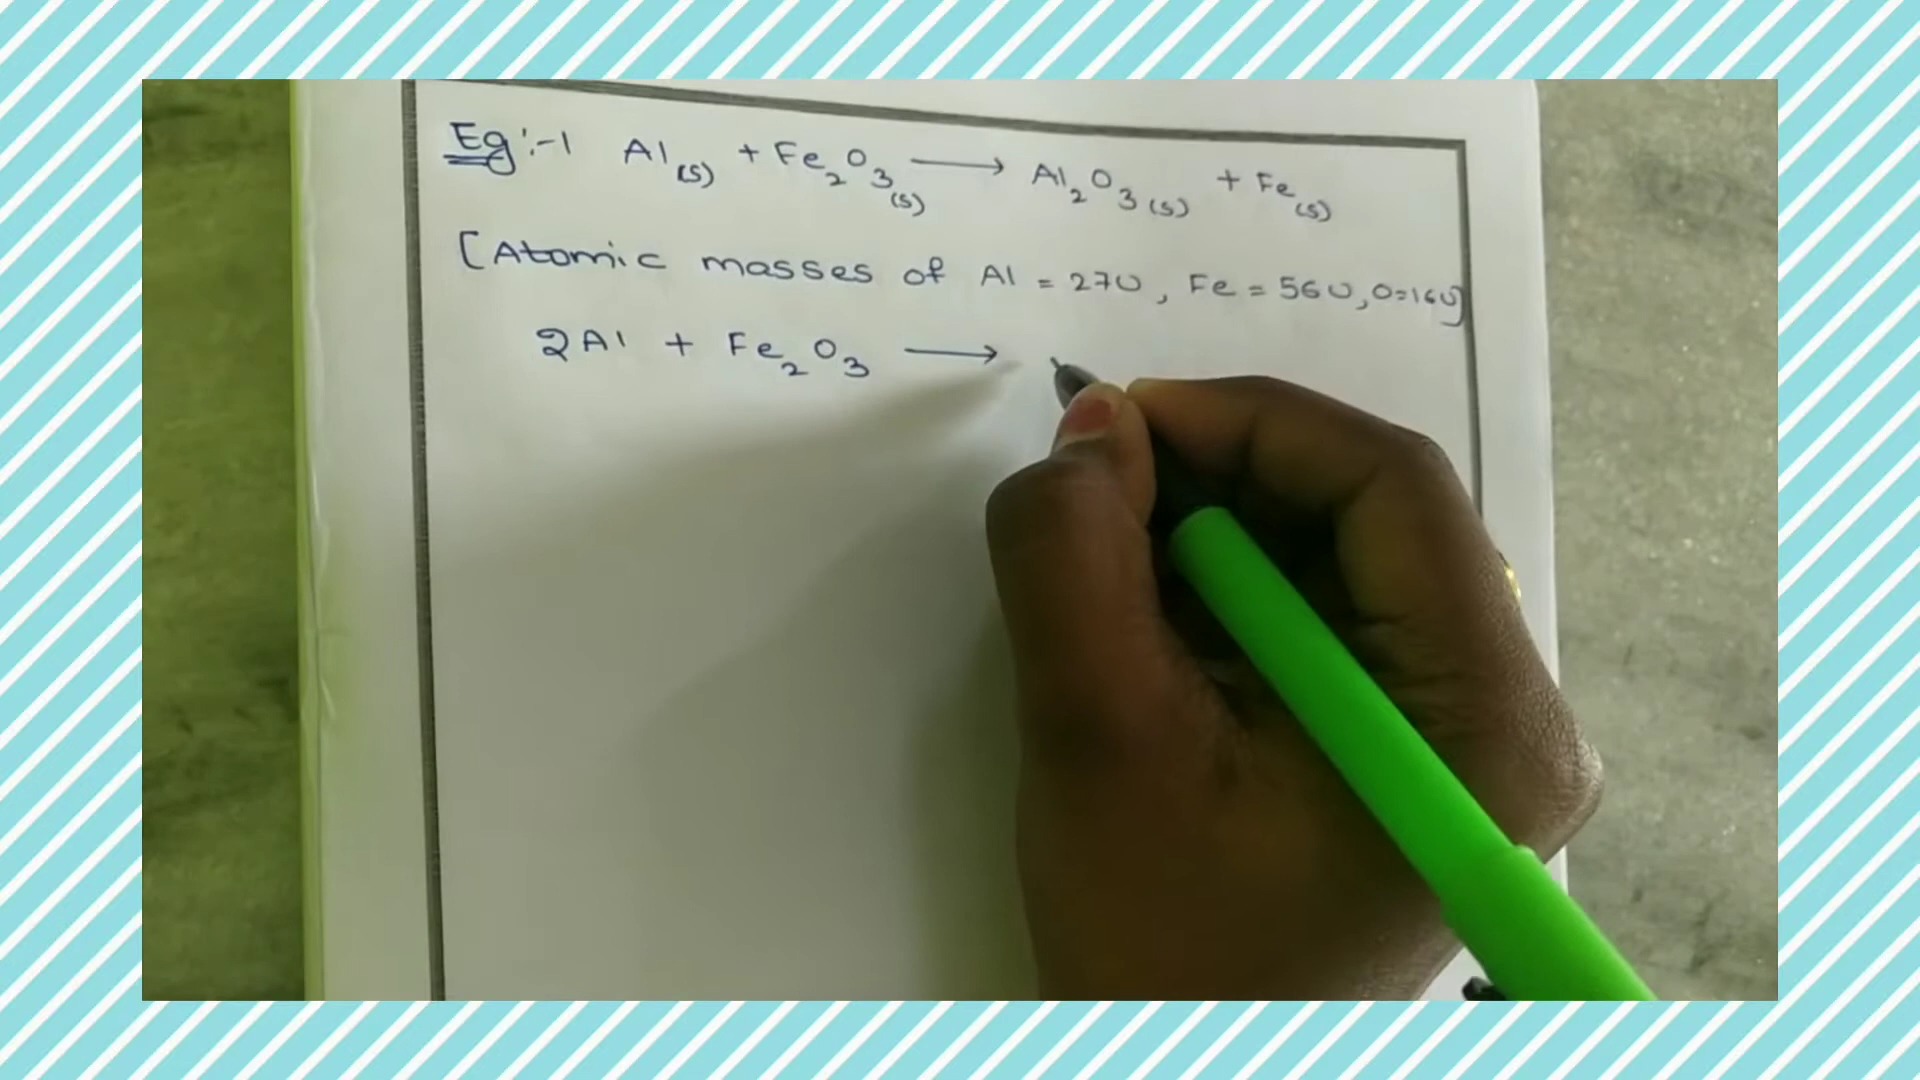 Eg:-1 Al(s) + Fe2O3(s) ⟶ Al2O3(s) + Fe(s)
[Atomic masses of Al = 27U, Fe = 56U, O=16U]
2Al + Fe2O3 ⟶